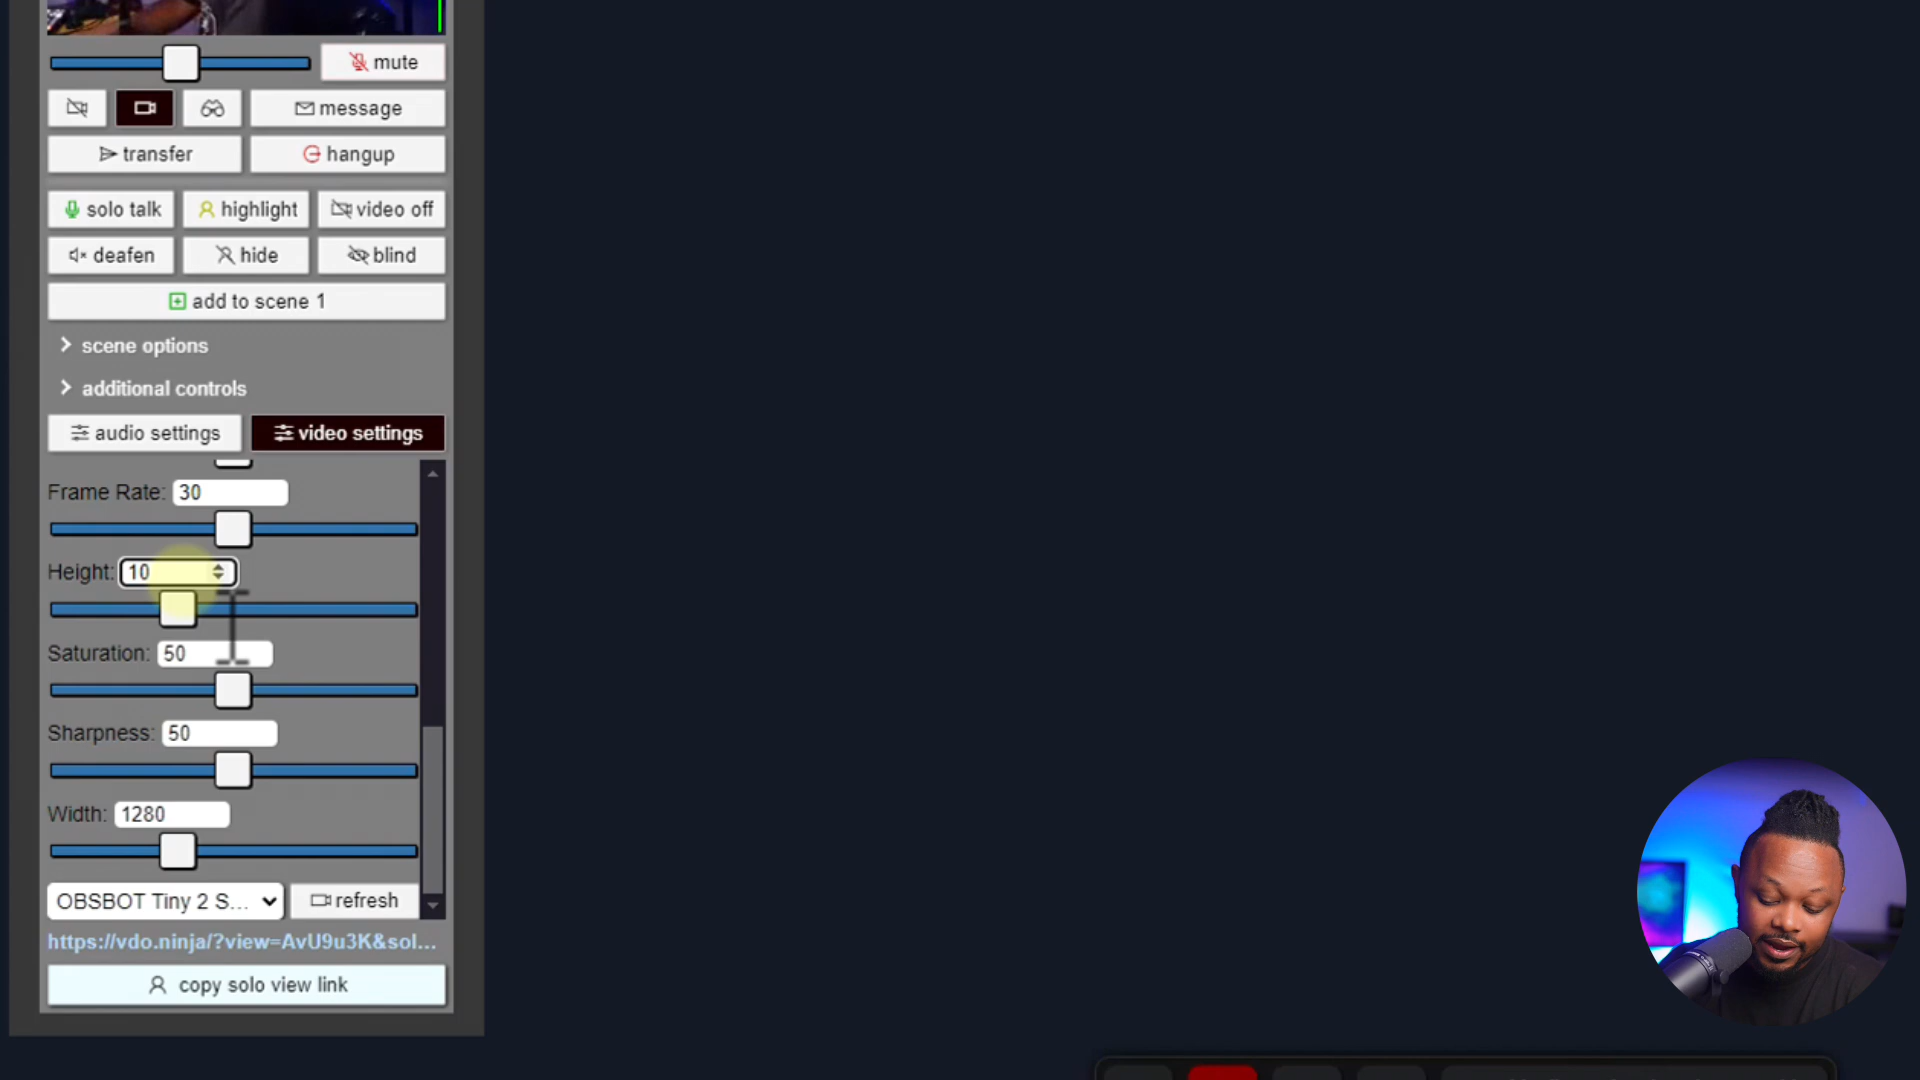 mute
message
transfer hangup
solo talk highlight video off
deafen hide blind
add to scene 1
scene options
additional controls
audio settings video settings
Frame Rate: 30
Height: 10
Saturation: 50
Sharpness: 50
Width: 1280
OBSBOT Tiny 2 S... refresh
https://vdo.ninja/?view=AvU9u3K&sol...
copy solo view link